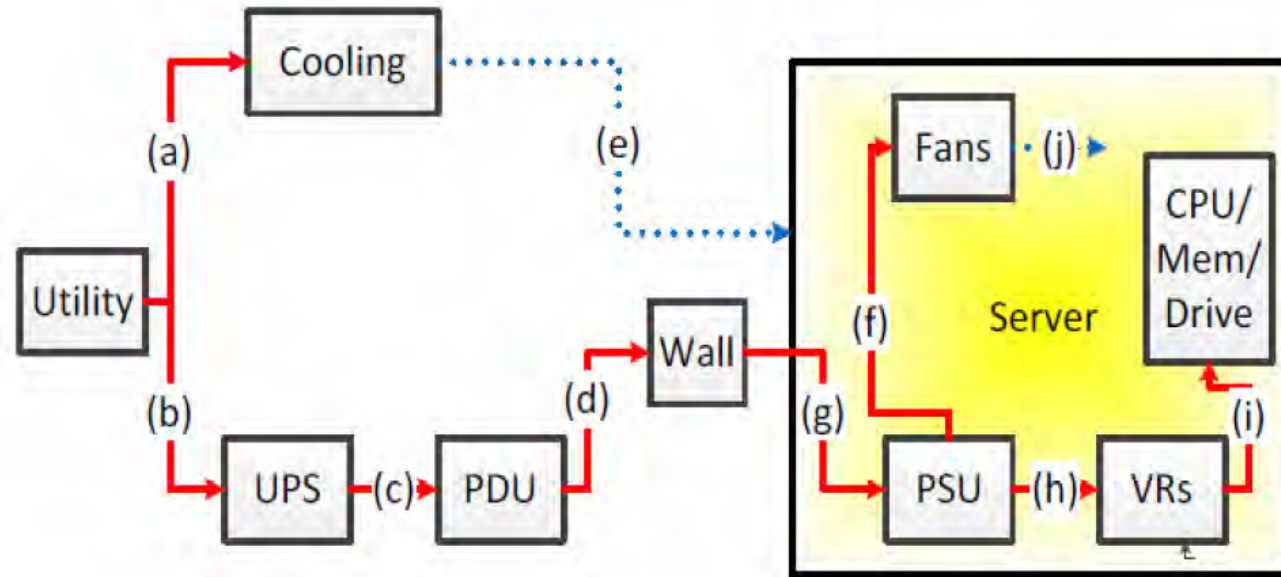 Cooling
(a)
(e)
Fans
(j)
CPU/
Mem/
Drive
Utility
(f)
Server
Wall
(b)
(d)
(g)
(i)
UPS
(c)
PDU
PSU
(h)
VRs